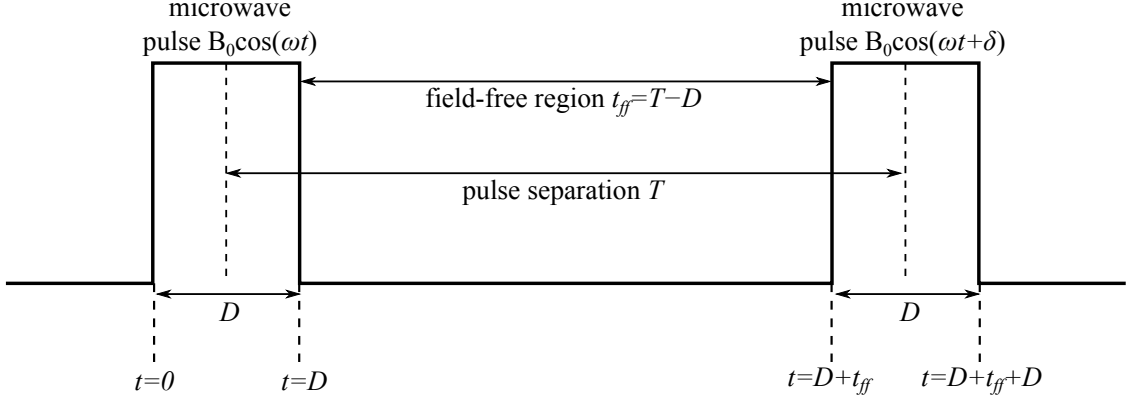 microwave
pulse B₀cos(ωt)
microwave
pulse B₀cos(ωt+δ)
field-free region t_ff=T−D
pulse separation T
D
D
t=0
t=D
t=D+t_ff
t=D+t_ff+D